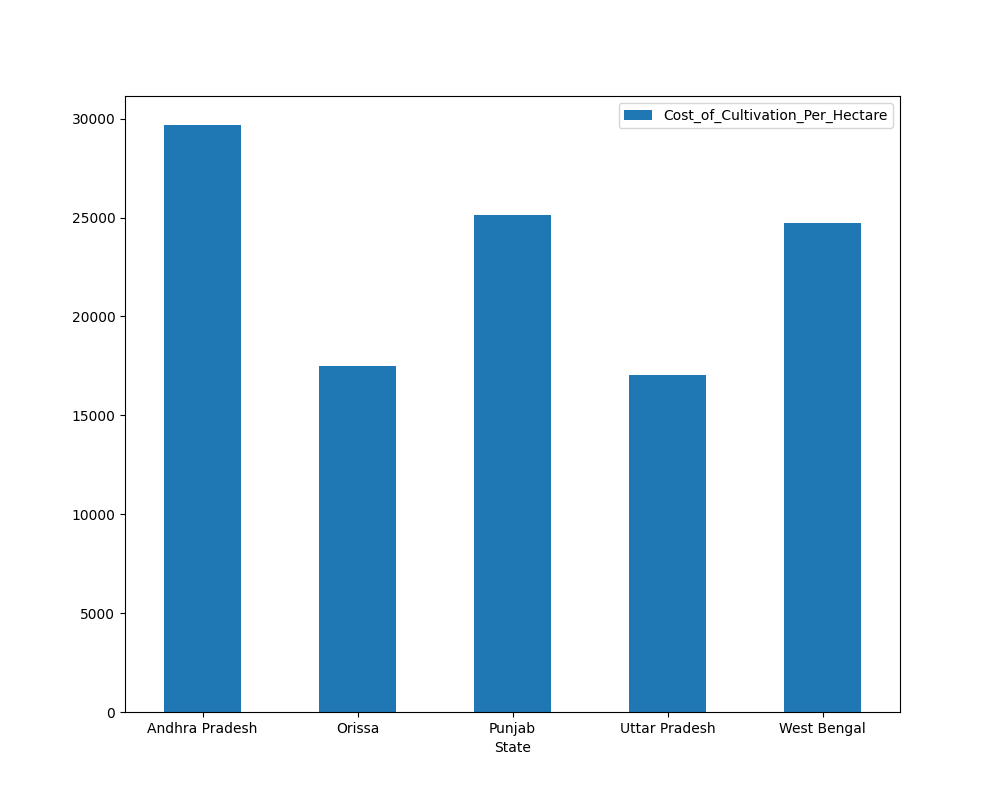 Cost_of_Cultivation_Per_Hectare
30000
25000
20000
15000
10000
5000
0
Andhra Pradesh Orissa Punjab Uttar Pradesh West Bengal
State